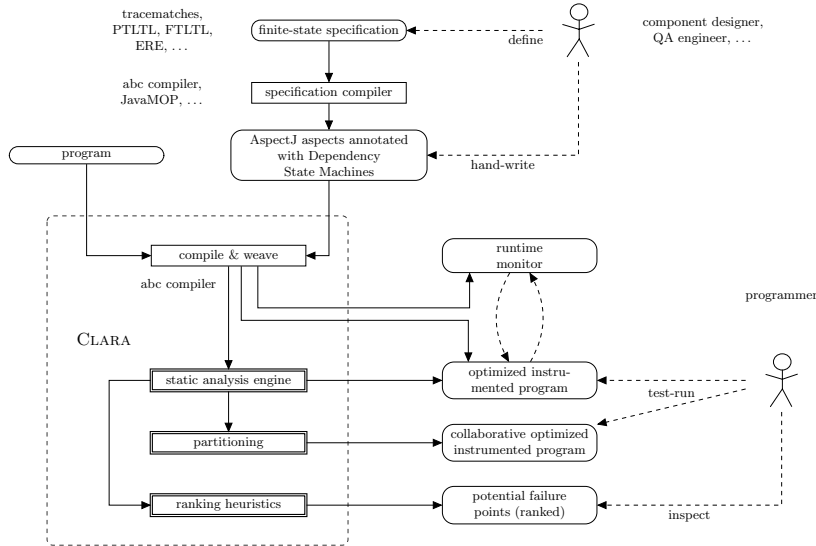 tracematches,
PTLTL, FTLTL,
ERE, ...
finite-state specification
define
component designer,
QA engineer, ...
abc compiler,
JavaMOP, ...
specification compiler
AspectJ aspects annotated
with Dependency
State Machines
hand-write
program
compile & weave
abc compiler
runtime
monitor
programmer
CLARA
static analysis engine
optimized instru-
mented program
test-run
partitioning
collaborative optimized
instrumented program
ranking heuristics
potential failure
points (ranked)
inspect